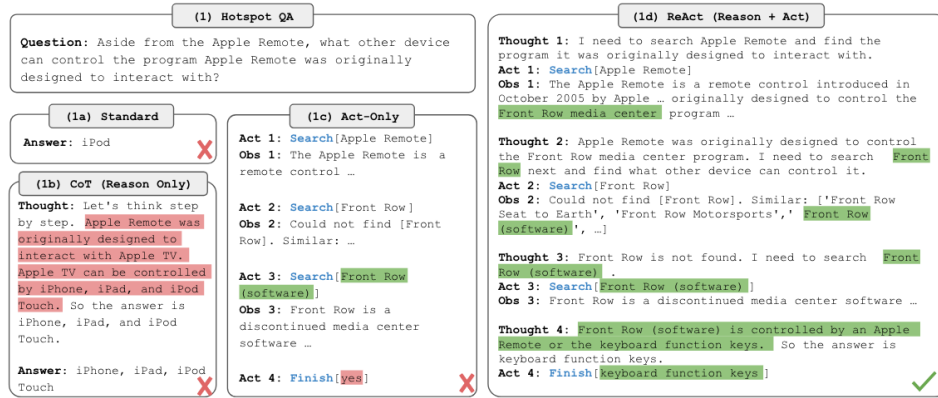 (1) Hotspot QA
Question: Aside from the Apple Remote, what other device
can control the program Apple Remote was originally
designed to interact with?
(1a) Standard
Answer: iPod
(1b) CoT (Reason Only)
Thought: Let's think step
by step. Apple Remote was
originally designed to
interact with Apple TV.
Apple TV can be controlled
by iPhone, iPad, and iPod
Touch. So the answer is
iPhone, iPad, and iPod
Touch.
Answer: iPhone, iPad, iPod
Touch
(1c) Act-Only
Act 1: Search[Apple Remote]
Obs 1: The Apple Remote is a
remote control …
Act 2: Search[Front Row]
Obs 2: Could not find [Front
Row]. Similar: …
Act 3: Search[Front Row
(software)]
Obs 3: Front Row is a
discontinued media center
software …
Act 4: Finish[yes]
(1d) ReAct (Reason + Act)
Thought 1: I need to search Apple Remote and find the
program it was originally designed to interact with.
Act 1: Search[Apple Remote]
Obs 1: The Apple Remote is a remote control introduced in
October 2005 by Apple … originally designed to control the
Front Row media center program …
Thought 2: Apple Remote was originally designed to control
the Front Row media center program. I need to search Front
Row next and find what other device can control it.
Act 2: Search[Front Row]
Obs 2: Could not find [Front Row]. Similar: ['Front Row
Seat to Earth', 'Front Row Motorsports',' Front Row
(software)', …]
Thought 3: Front Row is not found. I need to search Front
Row (software) .
Act 3: Search[Front Row (software)]
Obs 3: Front Row is a discontinued media center software …
Thought 4: Front Row (software) is controlled by an Apple
Remote or the keyboard function keys. So the answer is
keyboard function keys.
Act 4: Finish[keyboard function keys]